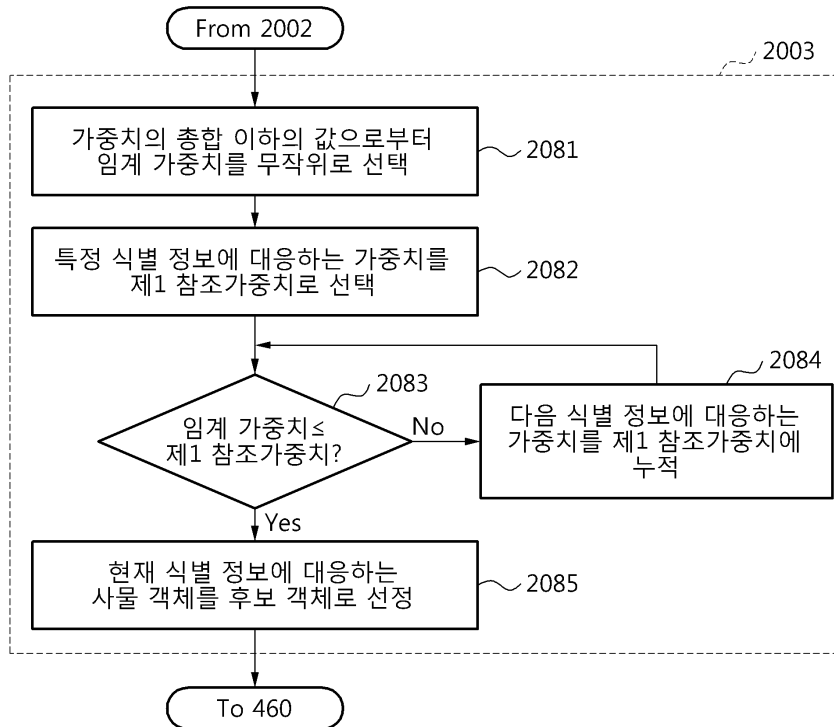 From 2002
2003
가중치의 총합 이하의 값으로부터
임계 가중치를 무작위로 선택
2081
특정 식별 정보에 대응하는 가중치를
제1 참조가중치로 선택
2082
임계 가중치≤
제1 참조가중치?
2083
No
다음 식별 정보에 대응하는
가중치를 제1 참조가중치에
누적
2084
Yes
현재 식별 정보에 대응하는
사물 객체를 후보 객체로 선정
2085
To 460